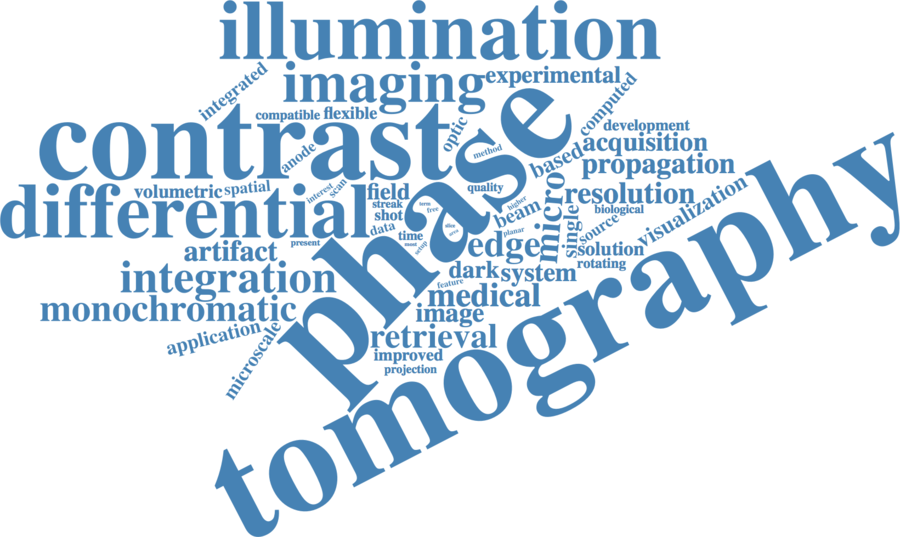 illumination
imaging
experimental
integrated
computed
compatible
flexible
optic
contrast
phase
development
acquisition
method
based
propagation
anode
volumetric
spatial
interest
scan
field
quality
micro
resolution
differential
streak
term
free
higher
beam
biological
visualization
shot
data
time
most
setup
also
area
planar
single
source
edge
solution
artifact
present
tomography
rotating
integration
dark
system
feature
medical
monochromatic
image
application
microscale
retrieval
improved
projection